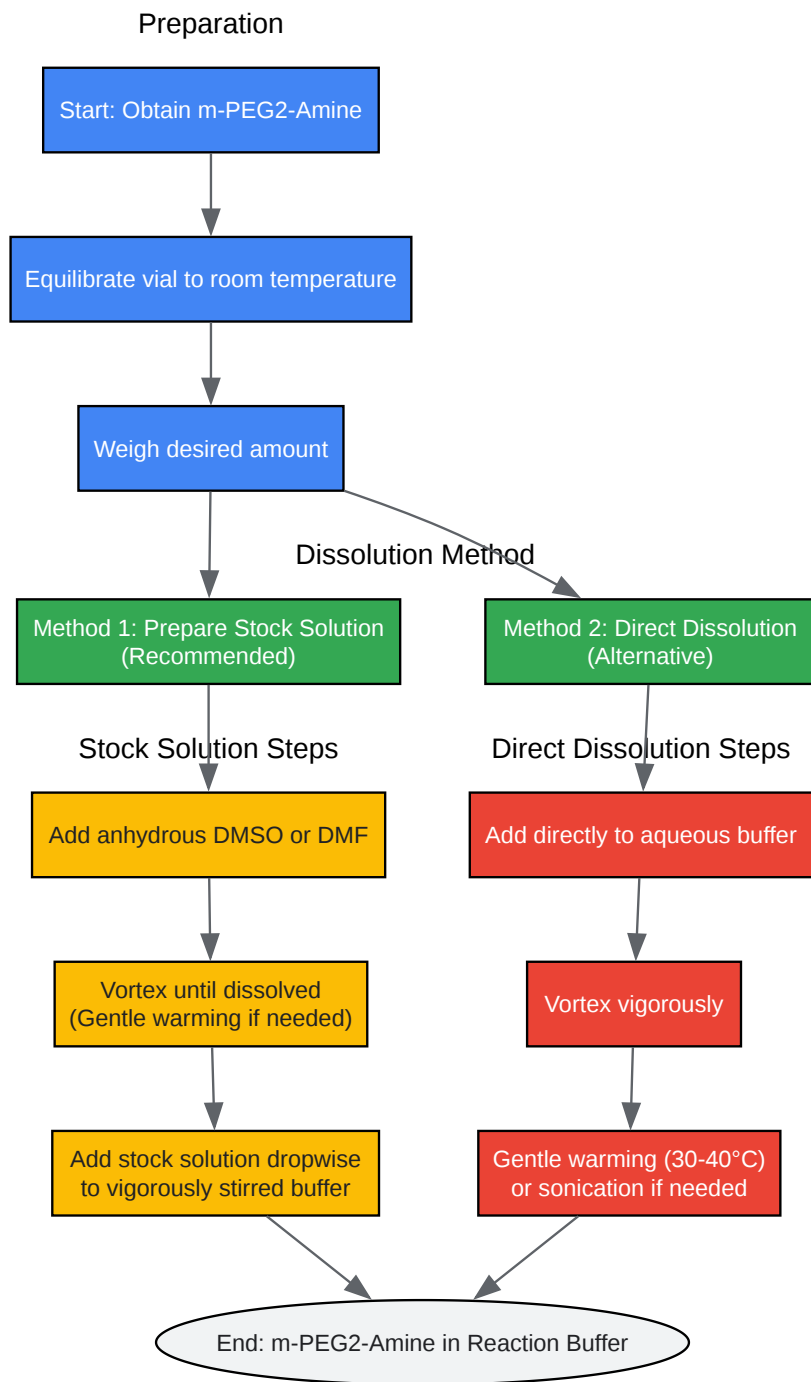 Preparation
Start: Obtain m-PEG2-Amine
Equilibrate vial to room temperature
Weigh desired amount
Dissolution Method
Method 1: Prepare Stock Solution
(Recommended)
Method 2: Direct Dissolution
(Alternative)
Stock Solution Steps
Direct Dissolution Steps
Add anhydrous DMSO or DMF
Add directly to aqueous buffer
Vortex until dissolved
(Gentle warming if needed)
Vortex vigorously
Add stock solution dropwise
to vigorously stirred buffer
Gentle warming (30-40°C)
or sonication if needed
End: m-PEG2-Amine in Reaction Buffer